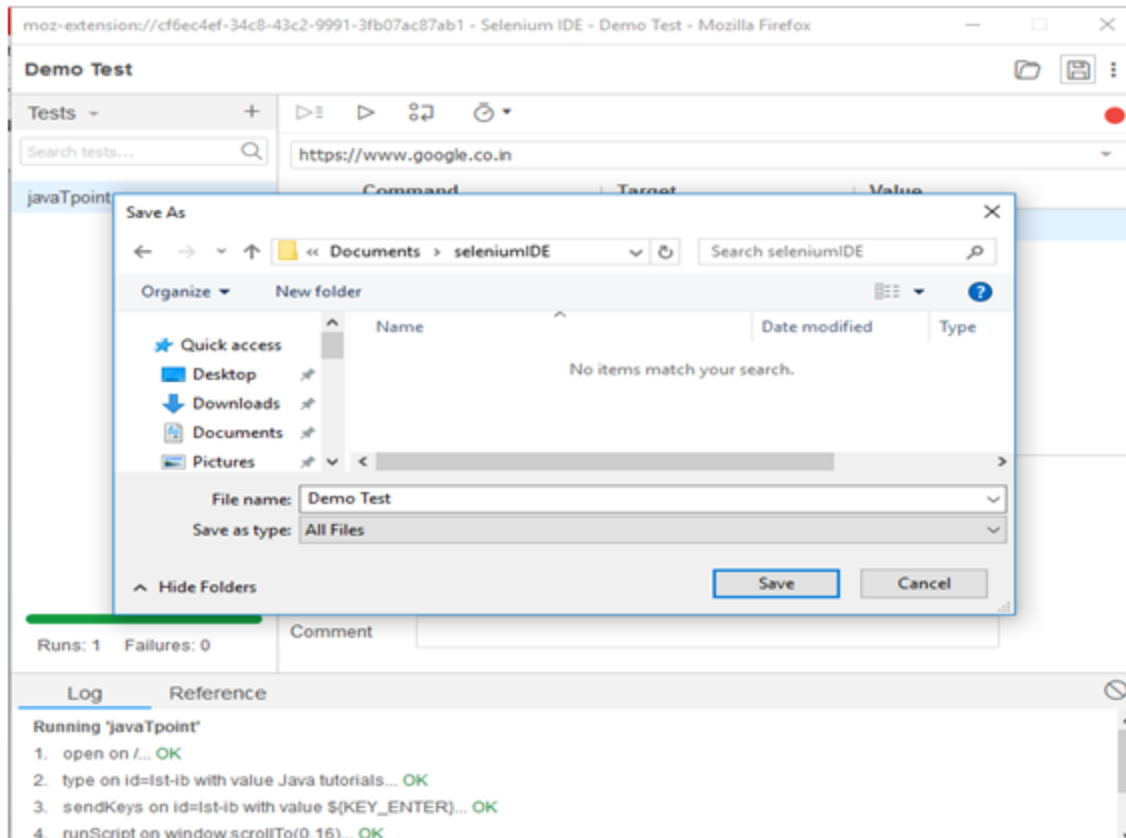 moz-extension://cf6ec4ef-34c8-43c2-9991-3fb07ac87ab1 - Selenium IDE - Demo Test - Mozilla Firefox
Demo Test
Tests
Search tests...
https://www.google.co.in
Command Target Value
javaTpoint
Save As
« Documents › seleniumIDE
Search seleniumIDE
Organize
New folder
Name Date modified Type
No items match your search.
Quick access
Desktop
Downloads
Documents
Pictures
File name: Demo Test
Save as type: All Files
Hide Folders
Save
Cancel
Runs: 1 Failures: 0
Comment
Log Reference
Running 'javaTpoint'
1. open on /... OK
2. type on id=lst-ib with value Java tutorials... OK
3. sendKeys on id=lst-ib with value ${KEY_ENTER}... OK
4. runScript on window.scrollTo(0,16)... OK